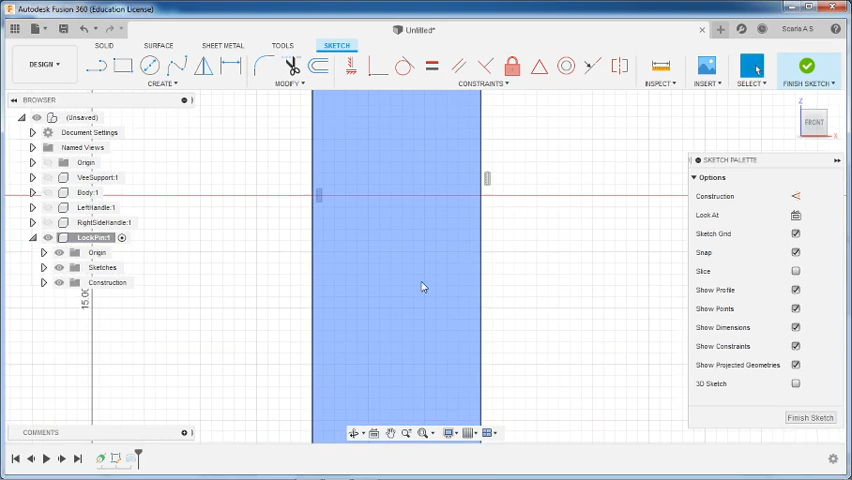 Autodesk Fusion 360 (Education License)
Untitled*
Scaria A S
SOLID SURFACE SHEET METAL TOOLS SKETCH
DESIGN
CREATE MODIFY CONSTRAINTS INSPECT INSERT SELECT FINISH SKETCH
BROWSER
(Unsaved)
Document Settings
Named Views
Origin
VeeSupport:1
Body:1
LeftHandle:1
RightSideHandle:1
LockPin:1
Origin
Sketches
Construction
15.00
Z
FRONT
X
SKETCH PALETTE
Options
Construction
Look At
Sketch Grid
Snap
Slice
Show Profile
Show Points
Show Dimensions
Show Constraints
Show Projected Geometries
3D Sketch
Finish Sketch
COMMENTS